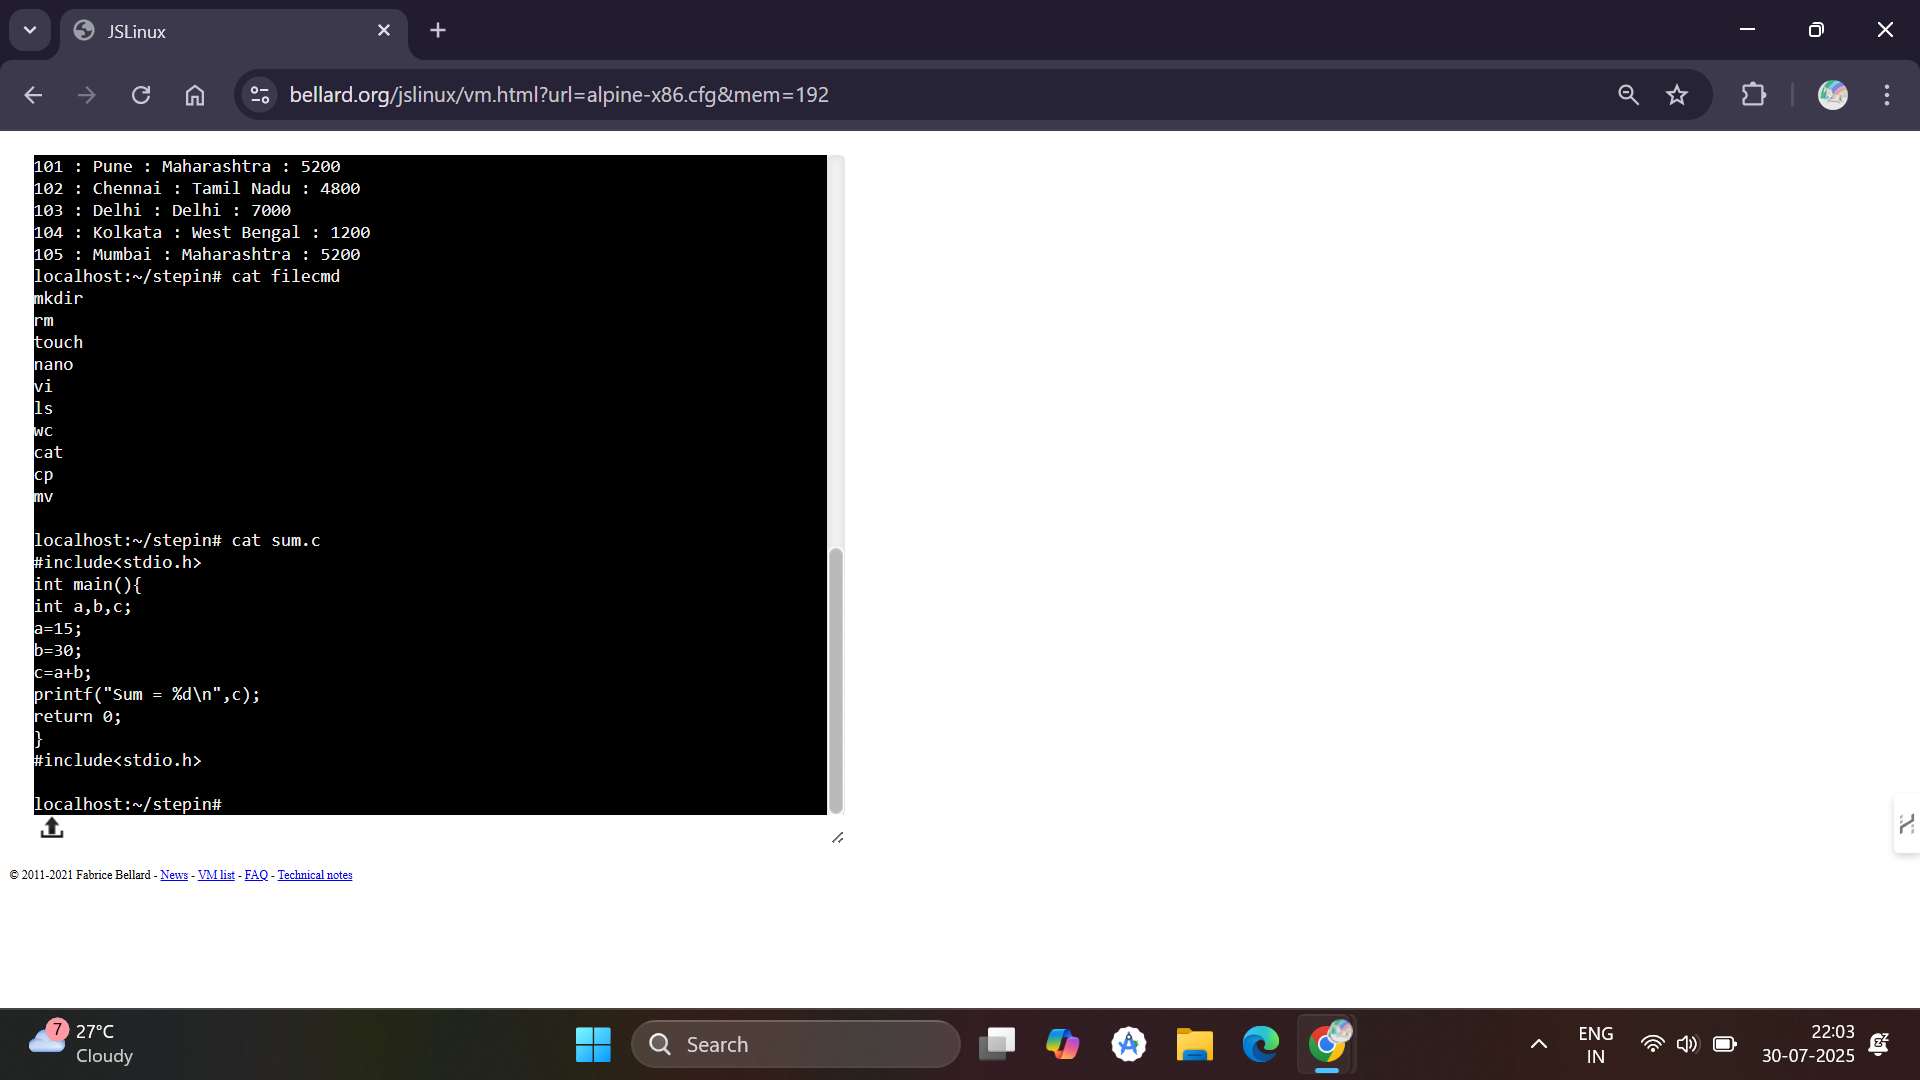 JSLinux
bellard.org/jslinux/vm.html?url=alpine-x86.cfg&mem=192
101 : Pune : Maharashtra : 5200
102 : Chennai : Tamil Nadu : 4800
103 : Delhi : Delhi : 7000
104 : Kolkata : West Bengal : 1200
105 : Mumbai : Maharashtra : 5200
localhost:~/stepin# cat filecmd
mkdir
rm
touch
nano
vi
ls
wc
cat
cp
mv
localhost:~/stepin# cat sum.c
#include<stdio.h>
int main(){
int a,b,c;
a=15;
b=30;
c=a+b;
printf("Sum = %d\n",c);
return 0;
}
#include<stdio.h>
localhost:~/stepin#
© 2011-2021 Fabrice Bellard - News - VM list - FAQ - Technical notes
7
27°C
Cloudy
Search
ENG
IN
22:03
30-07-2025